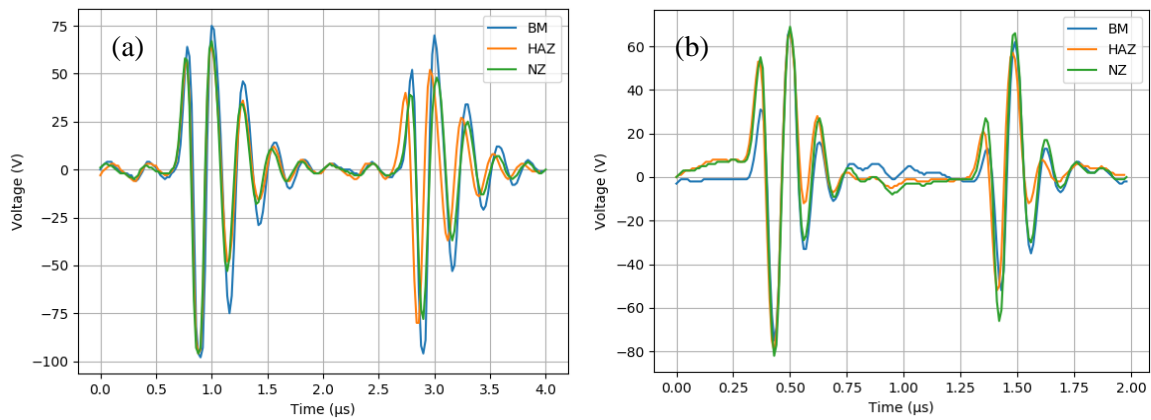 (a)
BM
HAZ
NZ
75
50
25
0
−25
−50
−75
−100
Voltage (V)
0.0 0.5 1.0 1.5 2.0 2.5 3.0 3.5 4.0
Time (μs)
(b)
BM
HAZ
NZ
60
40
20
0
−20
−40
−60
−80
Voltage (V)
0.00 0.25 0.50 0.75 1.00 1.25 1.50 1.75 2.00
Time (μs)